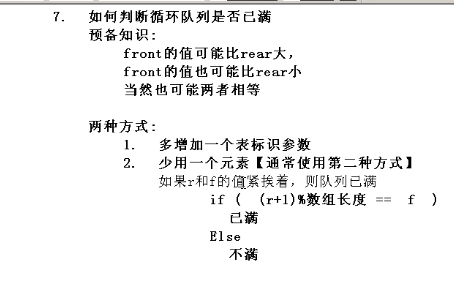 7. 如何判断循环队列是否已满
预备知识:
front的值可能比rear大,
front的值也可能比rear小
当然也可能两者相等
两种方式:
1. 多增加一个表标识参数
2. 少用一个元素【通常使用第二种方式】
如果r和f的值紧挨着,则队列已满
if ( (r+1)%数组长度 == f )
已满
Else
不满